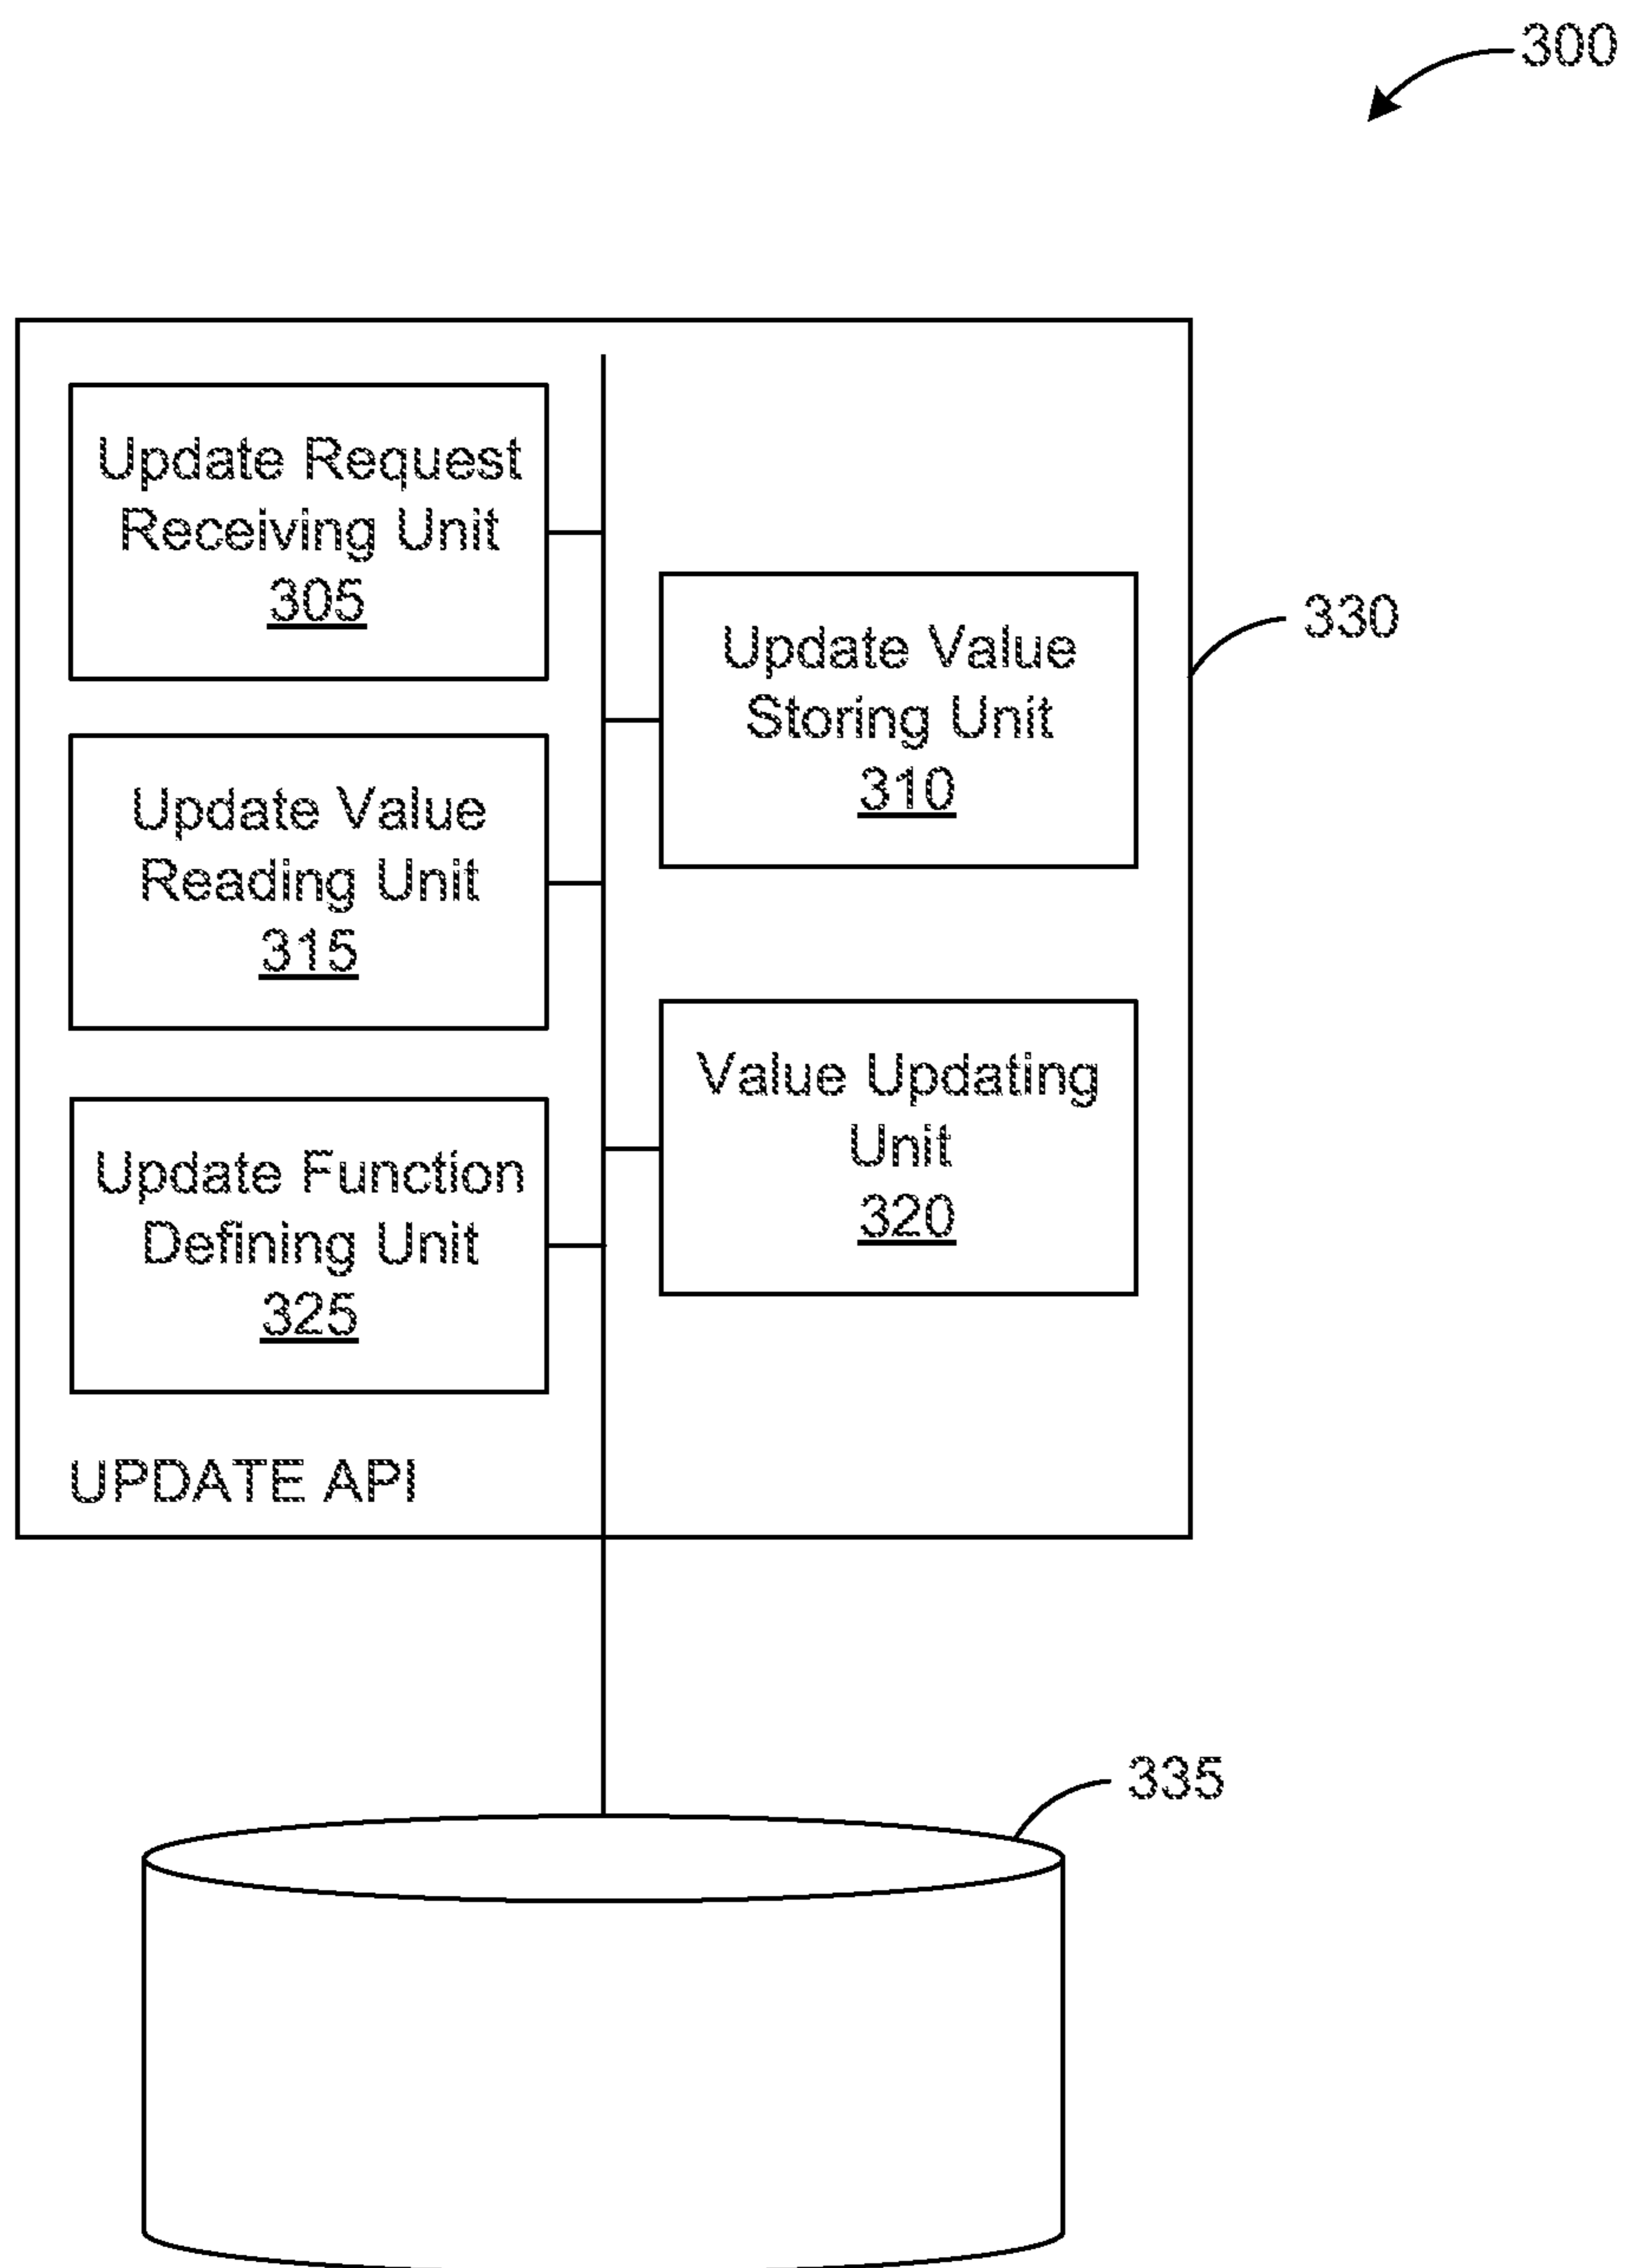 300
Update Request
Receiving Unit
305
Update Value
Storing Unit
310
330
Update Value
Reading Unit
315
Value Updating
Unit
320
Update Function
Defining Unit
325
UPDATE API
335